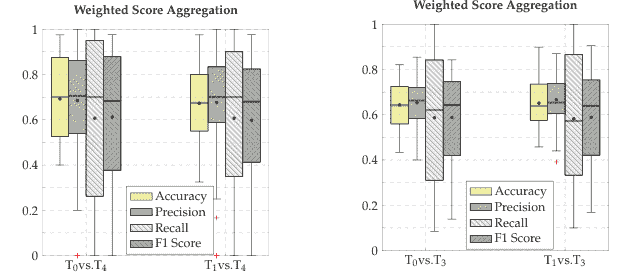 Weighted Score Aggregation
1
0.8
0.6
0.4
0.2
0
Accuracy
Precision
Recall
F1 Score
T0vs.T4
T1vs.T4
Weighted Score Aggregation
1
0.8
0.6
0.4
0.2
0
Accuracy
Precision
Recall
F1 Score
T0vs.T3
T1vs.T3